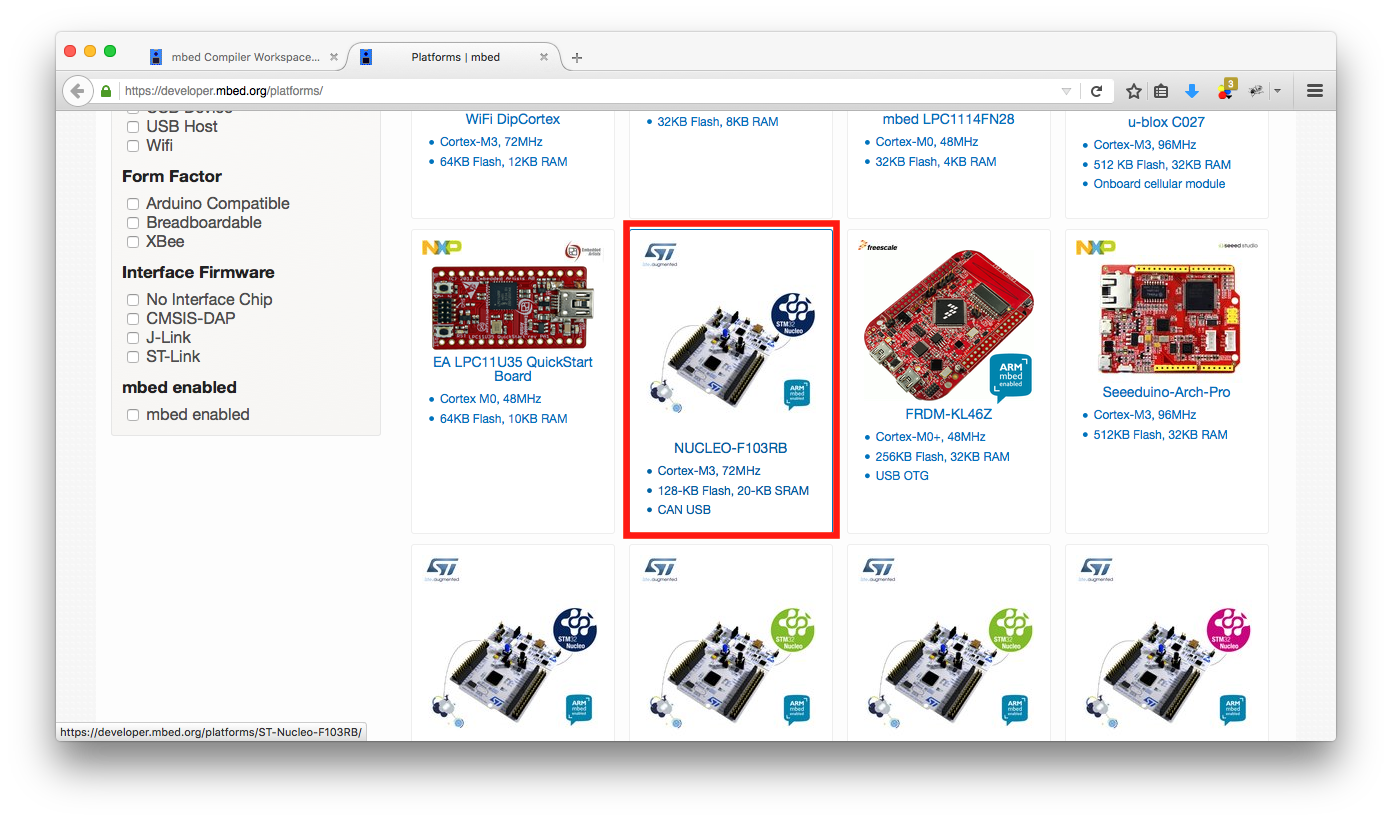 mbed Compiler Workspace...
Platforms | mbed
https://developer.mbed.org/platforms/
3
USB Device
USB Host
Wifi
Form Factor
Arduino Compatible
Breadboardable
XBee
Interface Firmware
No Interface Chip
CMSIS-DAP
J-Link
ST-Link
mbed enabled
mbed enabled
WiFi DipCortex
Cortex-M3, 72MHz
64KB Flash, 12KB RAM
32KB Flash, 8KB RAM
mbed LPC1114FN28
Cortex-M0, 48MHz
32KB Flash, 4KB RAM
u-blox C027
Cortex-M3, 96MHz
512 KB Flash, 32KB RAM
Onboard cellular module
NXP
Embedded
Artists
EA LPC11U35 QuickStart
Board
Cortex M0, 48MHz
64KB Flash, 10KB RAM
ST
life.augmented
STM32
Nucleo
ARM
mbed
enabled
NUCLEO-F103RB
Cortex-M3, 72MHz
128-KB Flash, 20-KB SRAM
CAN USB
freescale
ARM
mbed
enabled
FRDM-KL46Z
Cortex-M0+, 48MHz
256KB Flash, 32KB RAM
USB OTG
NXP
seeed studio
Seeeduino-Arch-Pro
Cortex-M3, 96MHz
512KB Flash, 32KB RAM
ST
life.augmented
STM32
Nucleo
ARM
mbed
enabled
ST
life.augmented
STM32
Nucleo
ARM
mbed
enabled
ST
life.augmented
STM32
Nucleo
ARM
mbed
enabled
ST
life.augmented
STM32
Nucleo
ARM
mbed
enabled
https://developer.mbed.org/platforms/ST-Nucleo-F103RB/